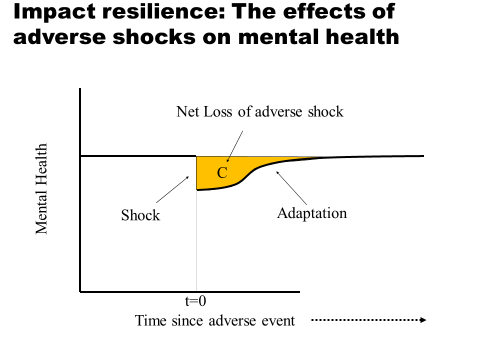 Impact resilience: The effects of
adverse shocks on mental health
Net Loss of adverse shock
C
Mental Health
Shock
Adaptation
t=0
Time since adverse event